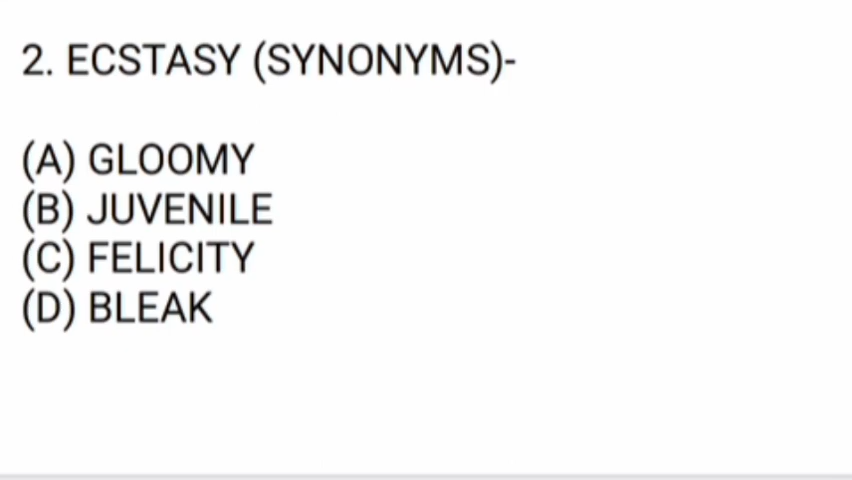 2. ECSTASY (SYNONYMS)-
(A) GLOOMY
(B) JUVENILE
(C) FELICITY
(D) BLEAK